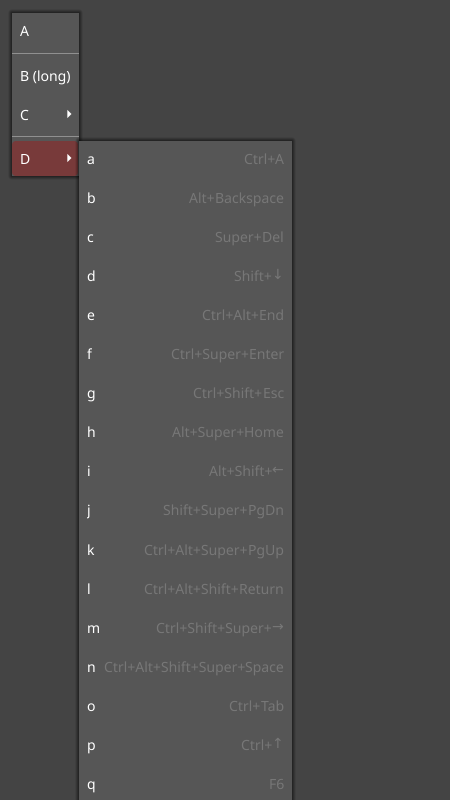 A
B (long)
C
D
a Ctrl+A
b Alt+Backspace
c Super+Del
d Shift+↓
e Ctrl+Alt+End
f Ctrl+Super+Enter
g Ctrl+Shift+Esc
h Alt+Super+Home
i Alt+Shift+←
j Shift+Super+PgDn
k Ctrl+Alt+Super+PgUp
l Ctrl+Alt+Shift+Return
m Ctrl+Shift+Super+→
n Ctrl+Alt+Shift+Super+Space
o Ctrl+Tab
p Ctrl+↑
q F6